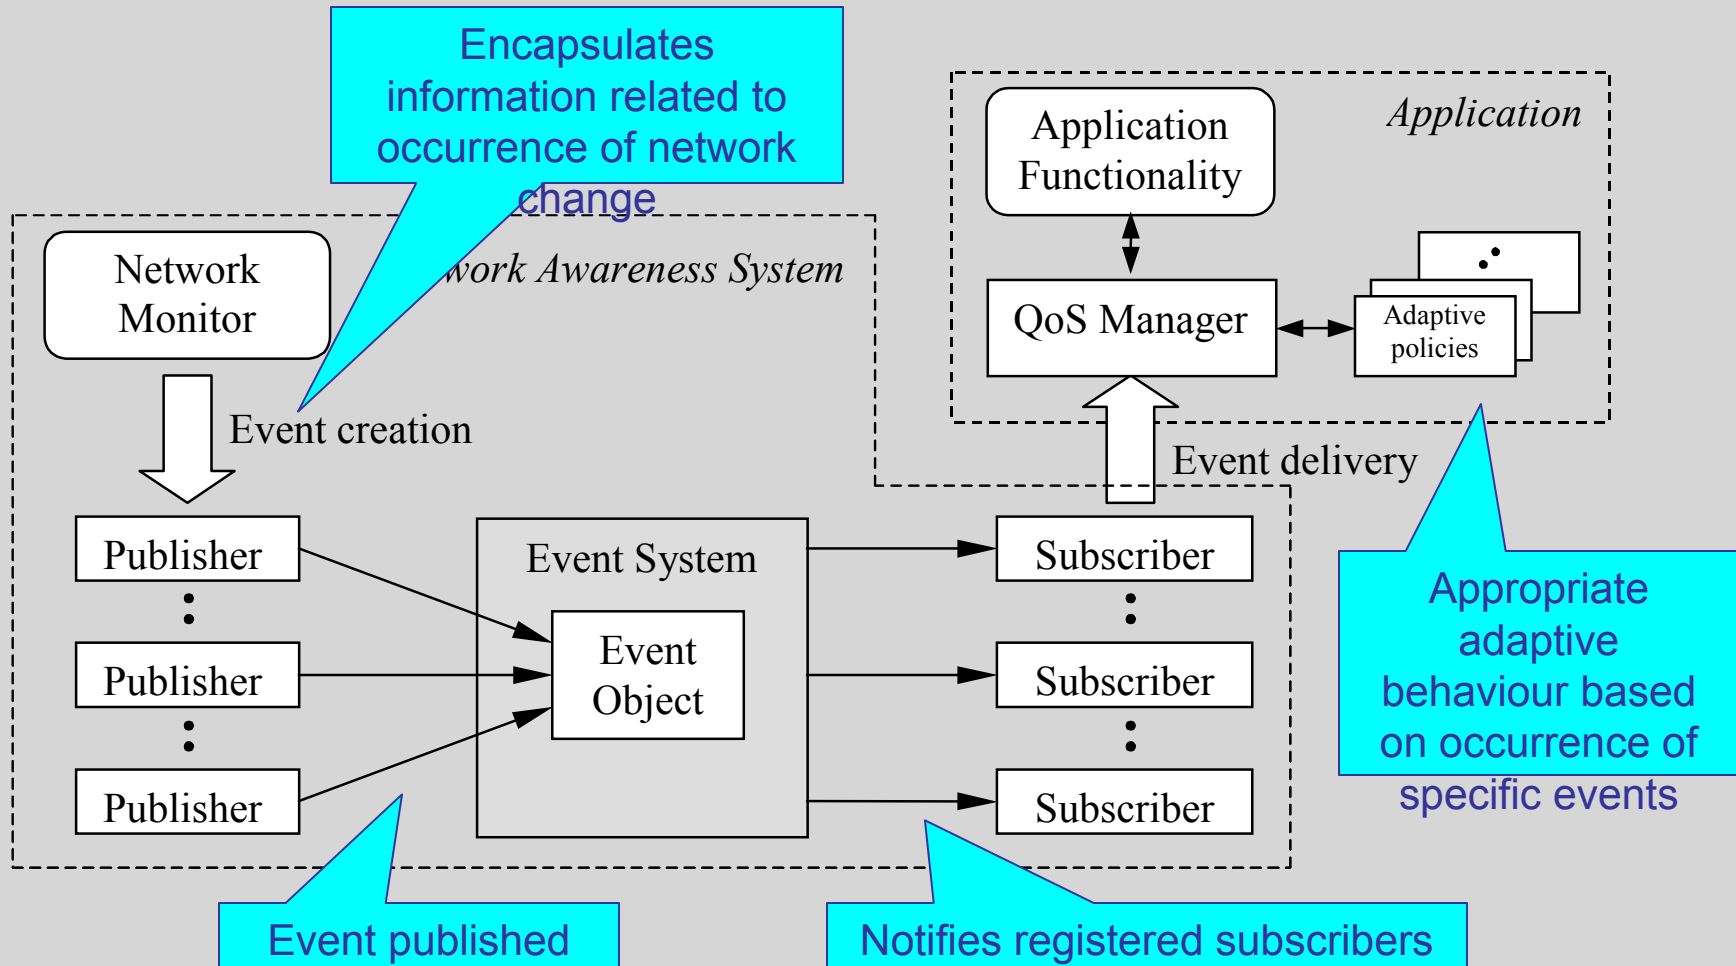 Encapsulates
information related to
occurrence of network
change
Application
Functionality
Application
Network
Monitor
work Awareness System
QoS Manager
Adaptive
policies
Event creation
Event delivery
Publisher
Event System
Subscriber
Appropriate
adaptive
behaviour based
on occurrence of
specific events
Event
Object
Publisher
Subscriber
Publisher
Subscriber
Event published
Notifies registered subscribers